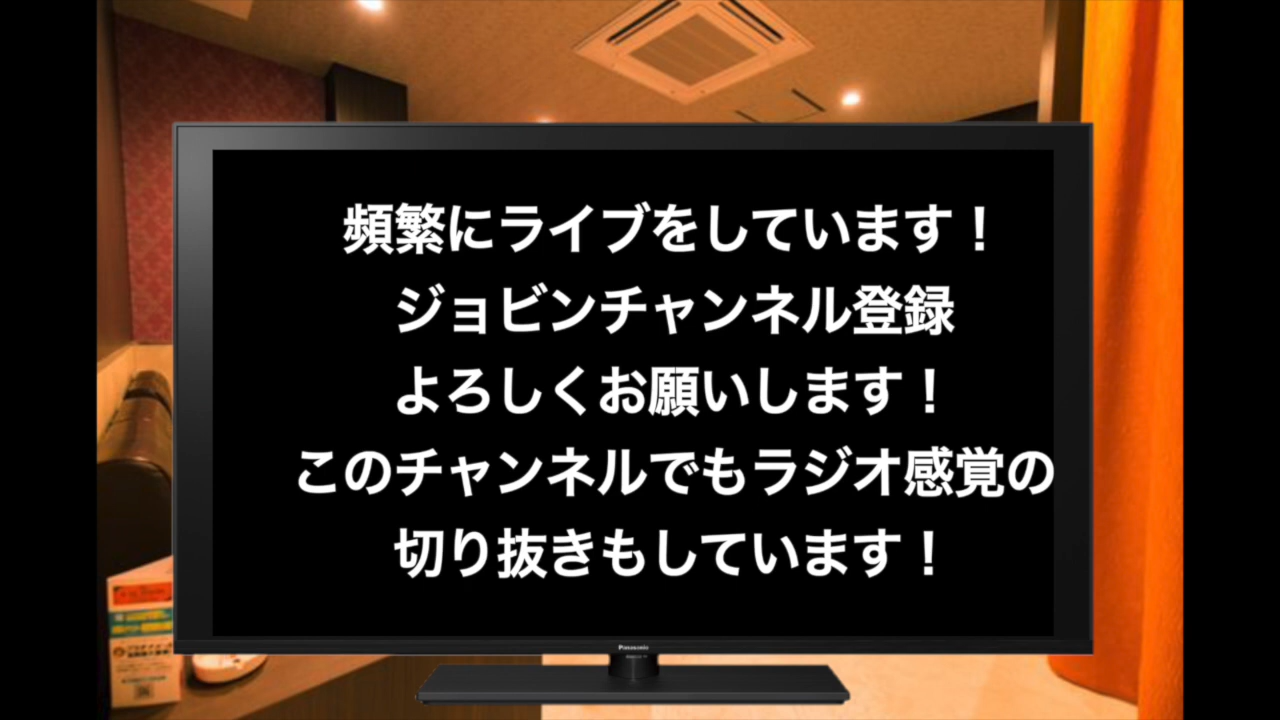 頻繁にライブをしています！
ジョビンチャンネル登録
よろしくお願いします！
このチャンネルでもラジオ感覚の
切り抜きもしています！
Panasonic